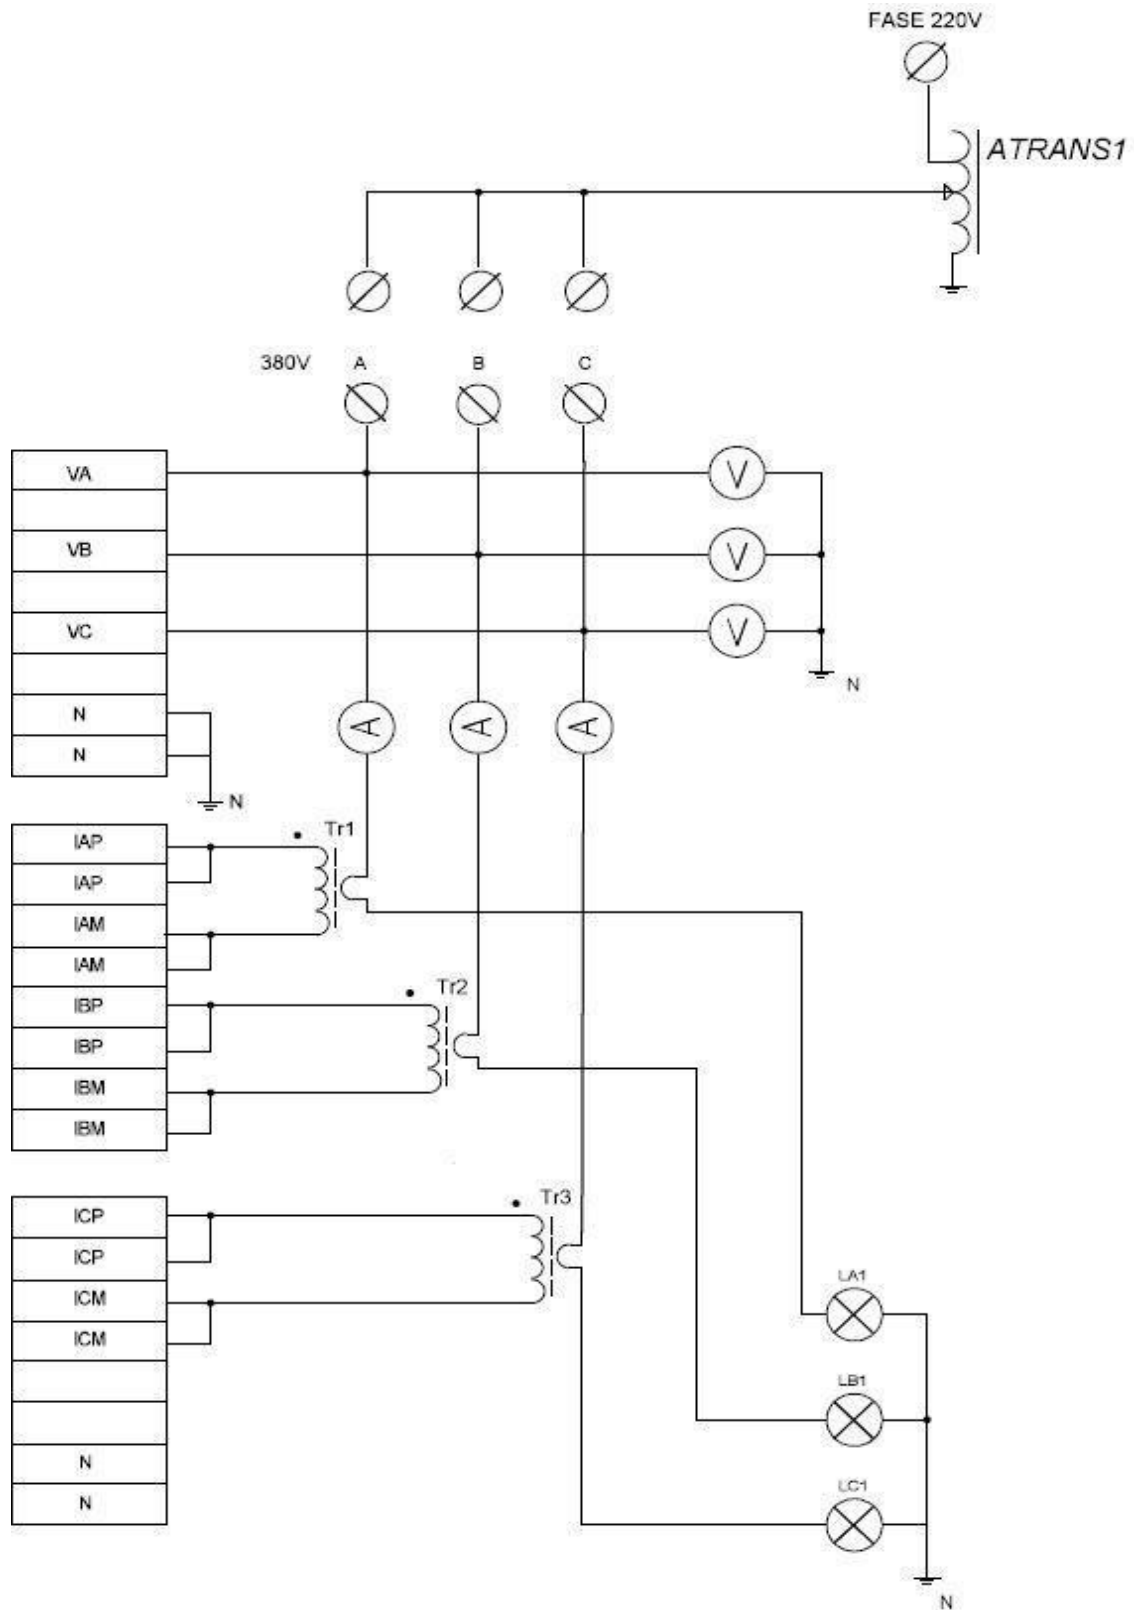 FASE 220V
ATRANS1
380V A B C
VA
V
VB
V
VC
V
N
N
A A A
N
N
IAP
Tr1
IAP
IAM
IAM
Tr2
IBP
IBP
IBM
IBM
Tr3
ICP
ICP
ICM
LA1
ICM
LB1
N
LC1
N
N